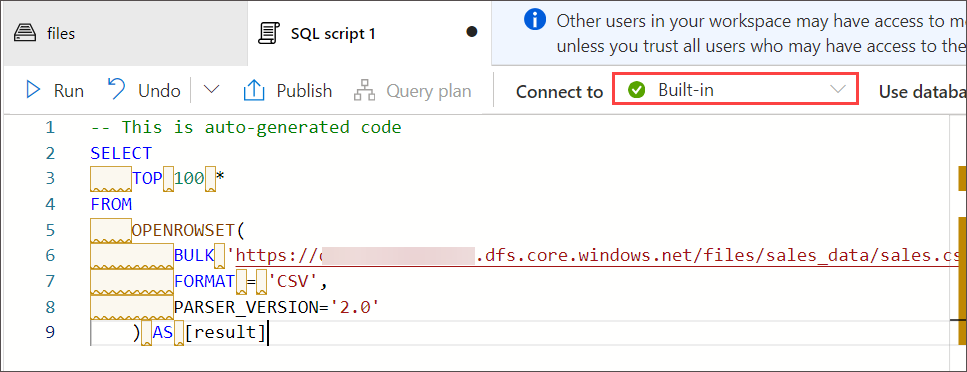 files
SQL script 1
Other users in your workspace may have access to
unless you trust all users who may have access to the
Run
Undo
Publish
Query plan
Connect to
Built-in
Use
1 -- This is auto-generated code
2 SELECT
3 TOP 100 *
4 FROM
5 OPENROWSET(
6 BULK 'https:// .dfs.core.windows.net/files/sales_data/sales.cs
7 FORMAT = 'CSV',
8 PARSER_VERSION='2.0'
9 ) AS [result]